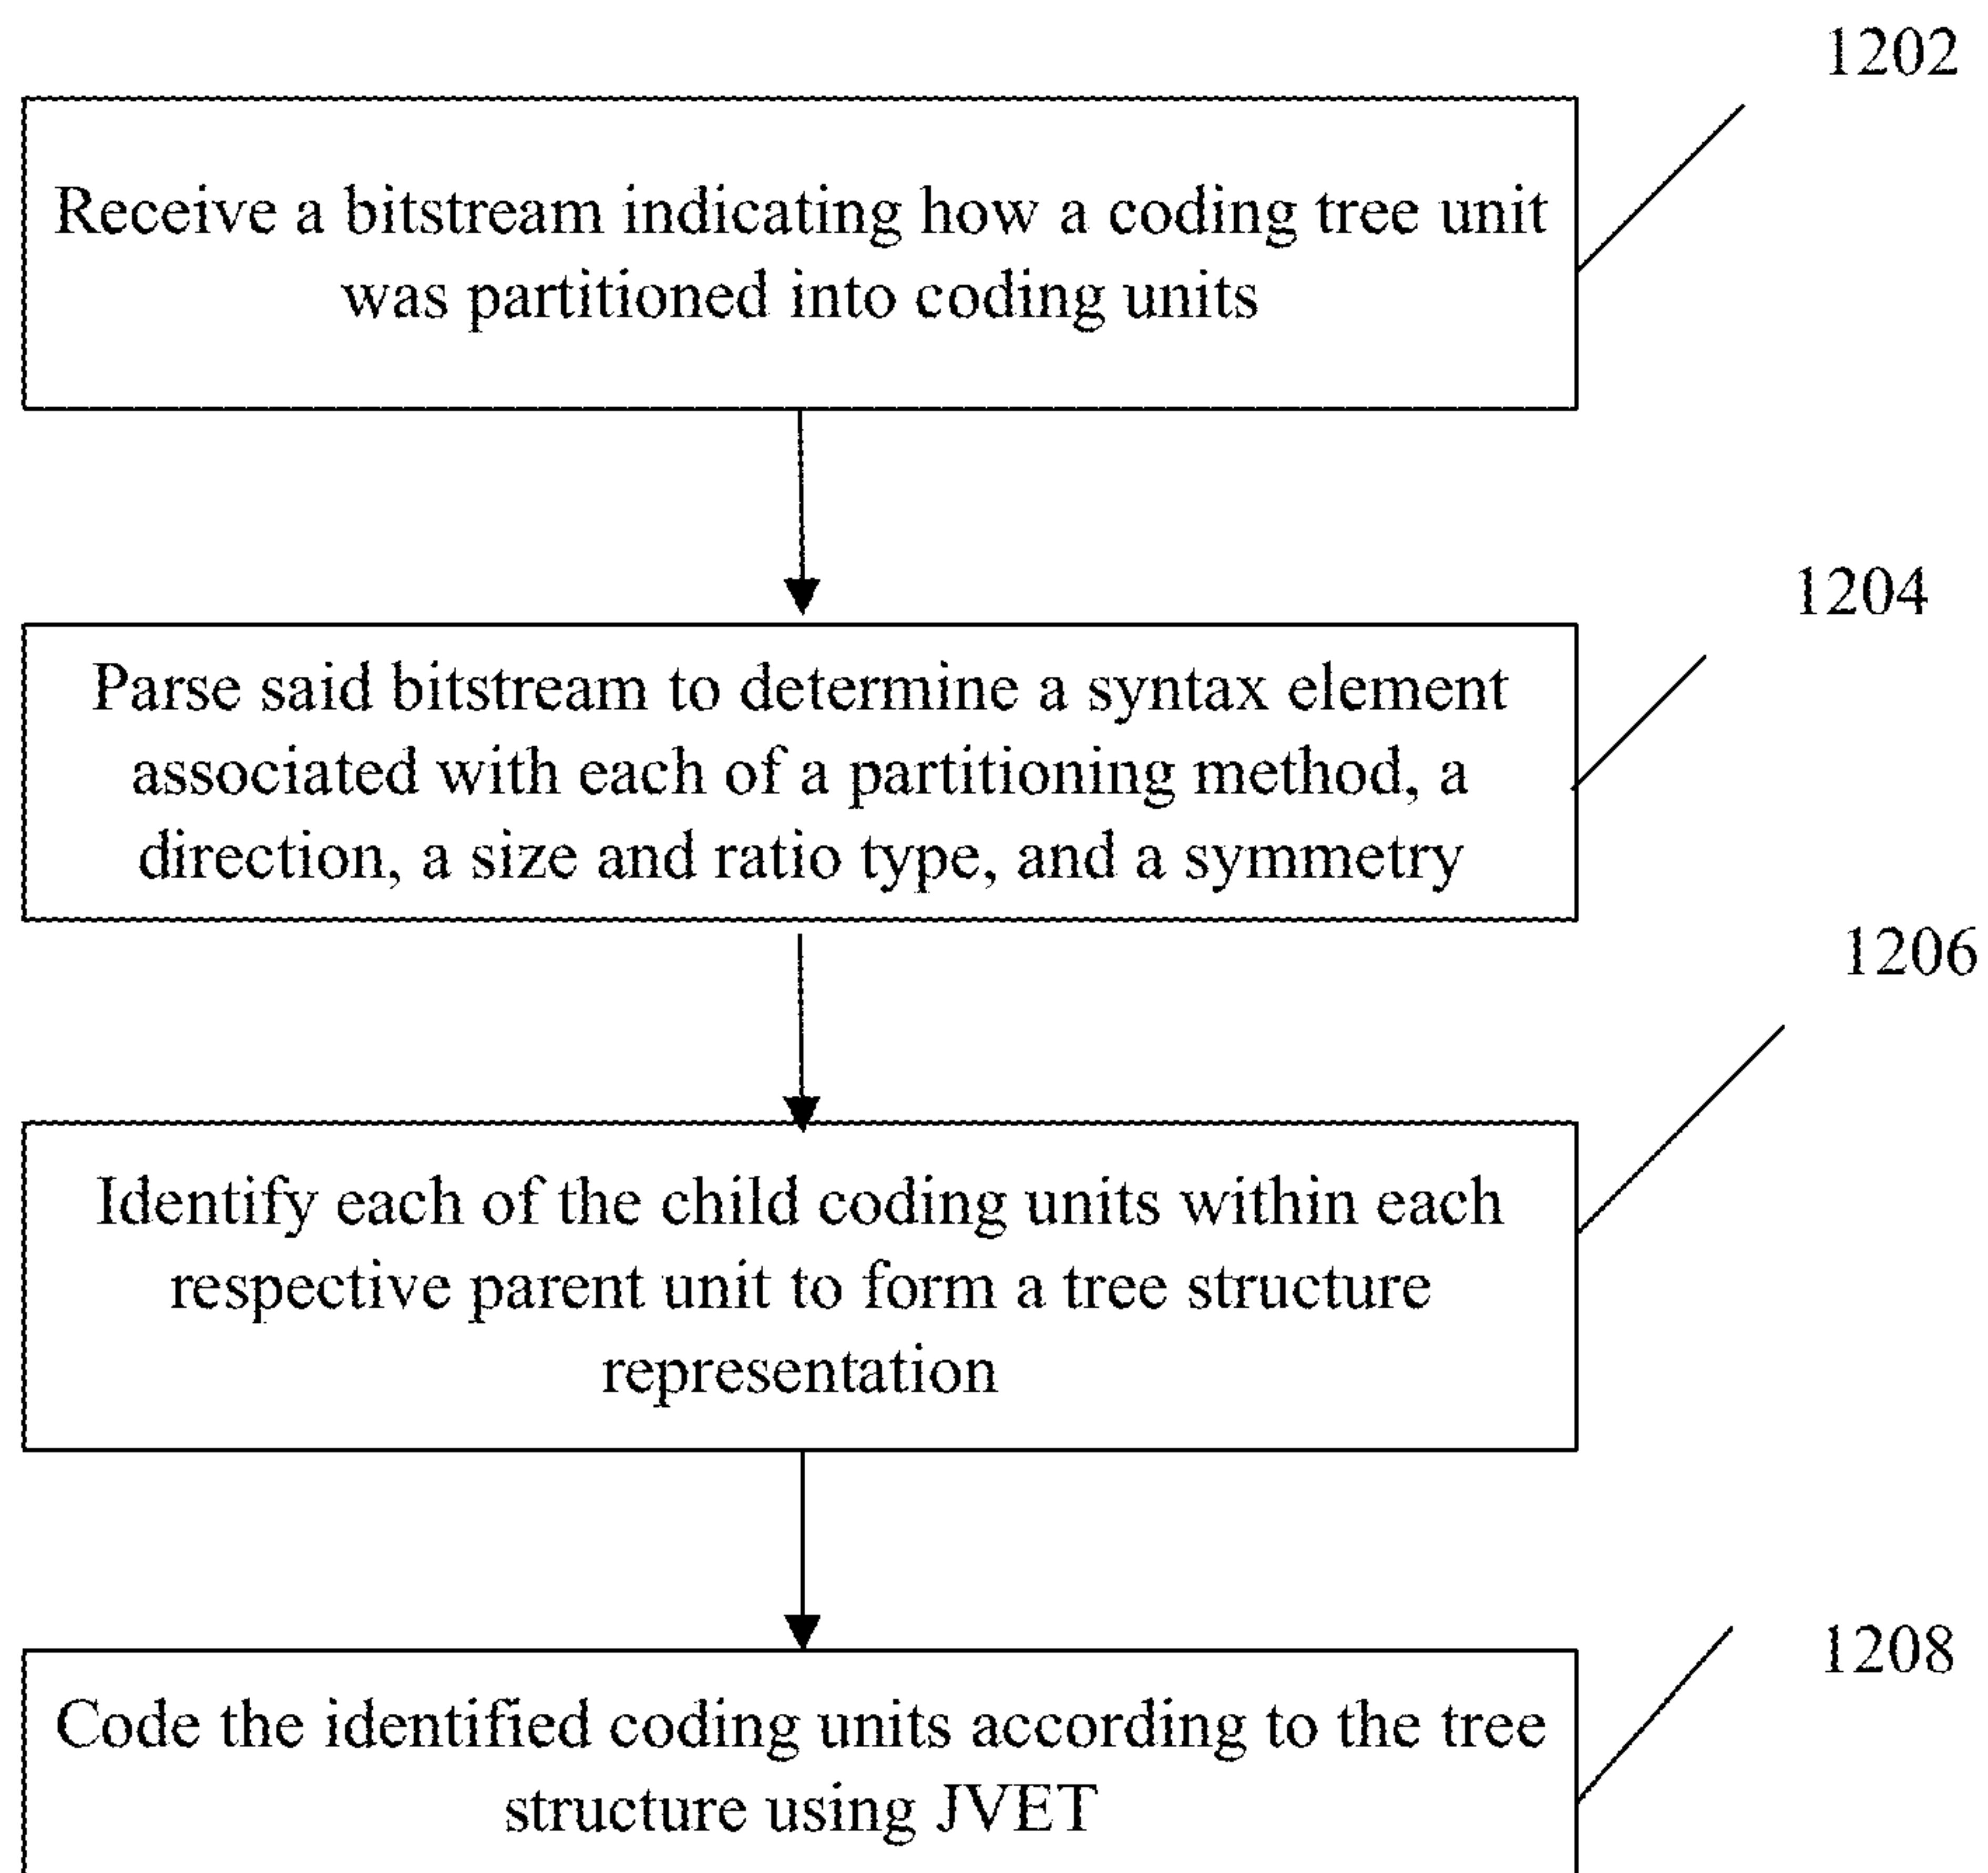 1202
Receive a bitstream indicating how a coding tree unit
was partitioned into coding units
1204
Parse said bitstream to determine a syntax element
associated with each of a partitioning method, a
direction, a size and ratio type, and a symmetry
1206
Identify each of the child coding units within each
respective parent unit to form a tree structure
representation
1208
Code the identified coding units according to the tree
structure using JVET